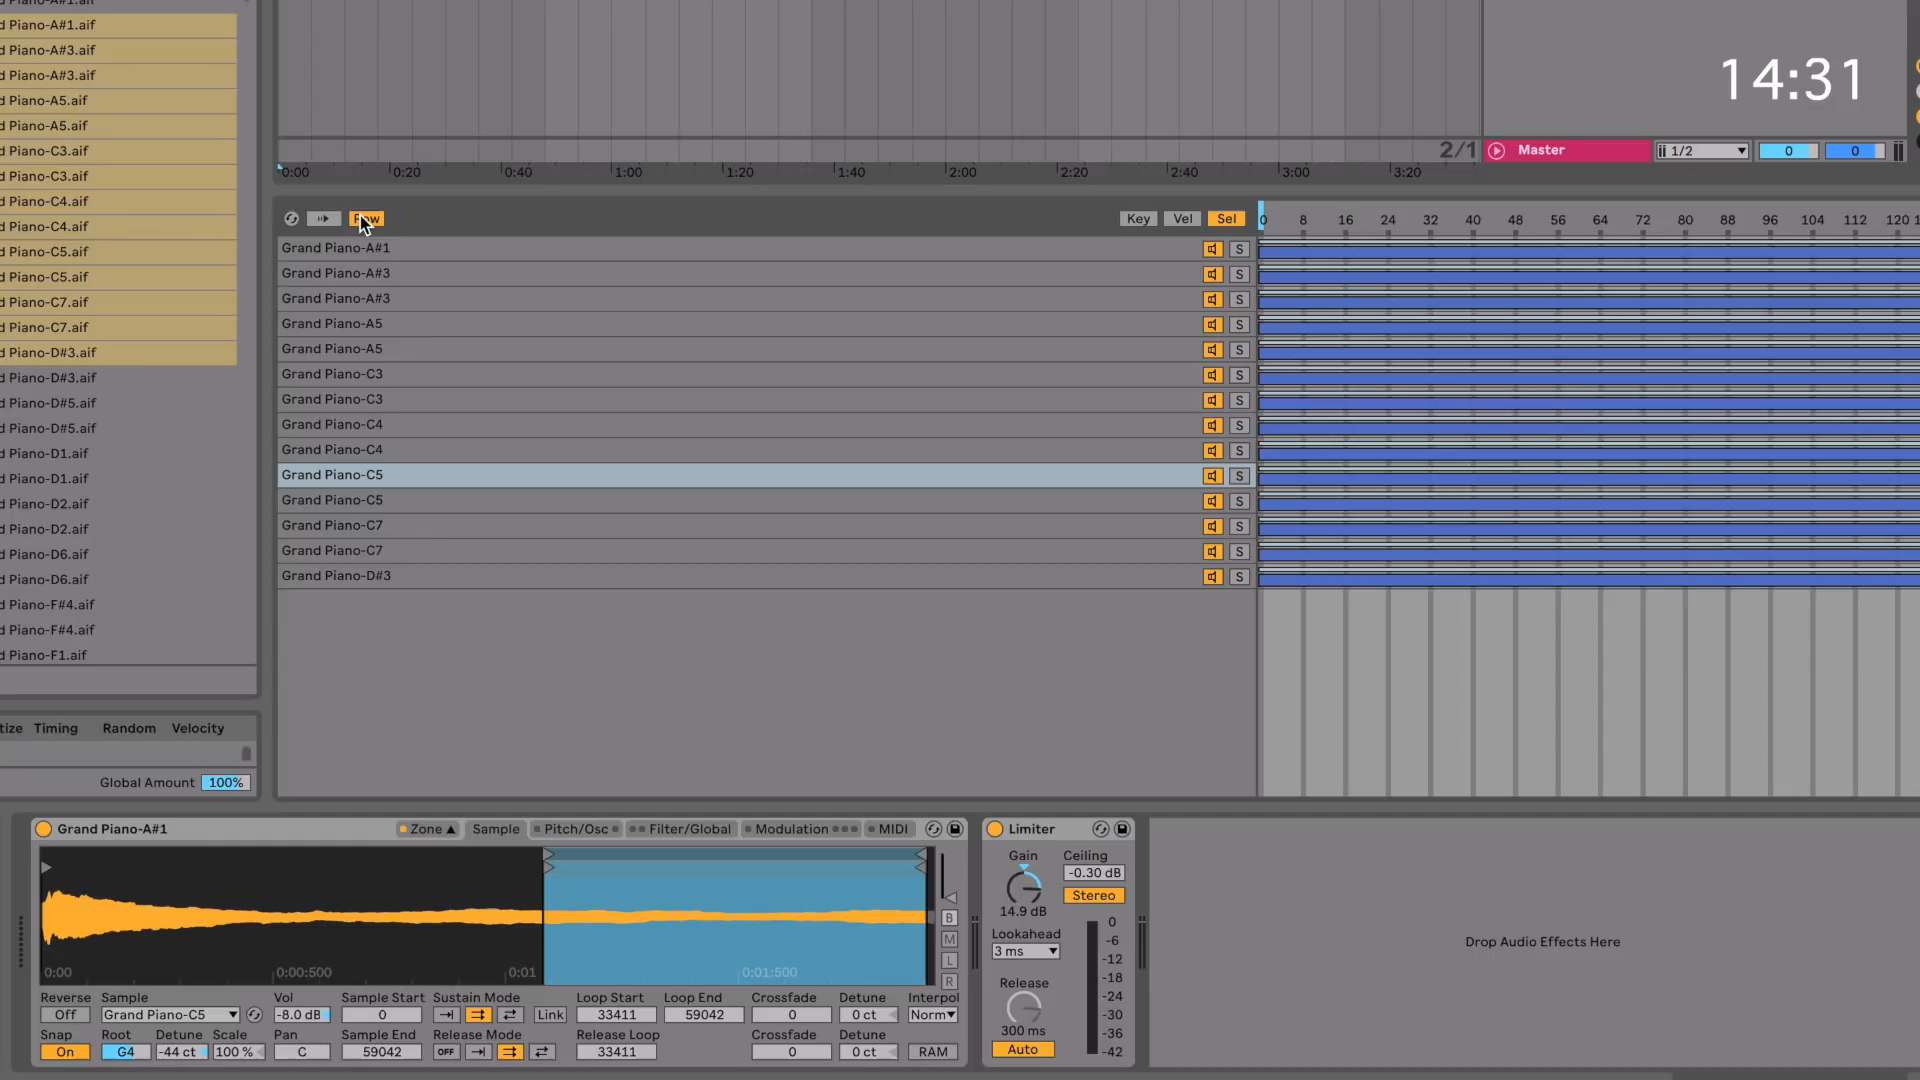 d Piano-A#1.aif
d Piano-A#1.aif
d Piano-A#3.aif
d Piano-A#3.aif
d Piano-A5.aif
d Piano-A5.aif
d Piano-C3.aif
d Piano-C3.aif
d Piano-C4.aif
d Piano-C4.aif
d Piano-C5.aif
d Piano-C5.aif
d Piano-C7.aif
d Piano-C7.aif
d Piano-D#3.aif
d Piano-D#3.aif
d Piano-D#5.aif
d Piano-D#5.aif
d Piano-D1.aif
d Piano-D1.aif
d Piano-D2.aif
d Piano-D2.aif
d Piano-D6.aif
d Piano-D6.aif
d Piano-F#4.aif
d Piano-F#4.aif
d Piano-F1.aif
tize Timing Random Velocity
Global Amount 100%
14:31
2/1 Master 1/2 0 0
0:00 0:20 0:40 1:00 1:20 1:40 2:00 2:20 2:40 3:00 3:20
Key Vel Sel 0 8 16 24 32 40 48 56 64 72 80 88 96 104 112 120 1
Grand Piano-A#1 S
Grand Piano-A#3 S
Grand Piano-A#3 S
Grand Piano-A5 S
Grand Piano-A5 S
Grand Piano-C3 S
Grand Piano-C3 S
Grand Piano-C4 S
Grand Piano-C4 S
Grand Piano-C5 S
Grand Piano-C5 S
Grand Piano-C7 S
Grand Piano-C7 S
Grand Piano-D#3 S
Grand Piano-A#1 Zone Sample Pitch/Osc Filter/Global Modulation MIDI
B
M
L
R
0:00 0:00:500 0:01 0:01:500
Reverse Sample Vol Sample Start Sustain Mode Loop Start Loop End Crossfade Detune Interpol
Off Grand Piano-C5 -8.0 dB 0 Link 33411 59042 0 0 ct Norm
Snap Root Detune Scale Pan Sample End Release Mode Release Loop Crossfade Detune
On G4 -44 ct 100 % C 59042 OFF 33411 0 0 ct RAM
Limiter
Gain Ceiling
-0.30 dB
Stereo
14.9 dB
Lookahead
3 ms
Release
300 ms
Auto
0
-6
-12
-18
-24
-30
-36
-42
Drop Audio Effects Here